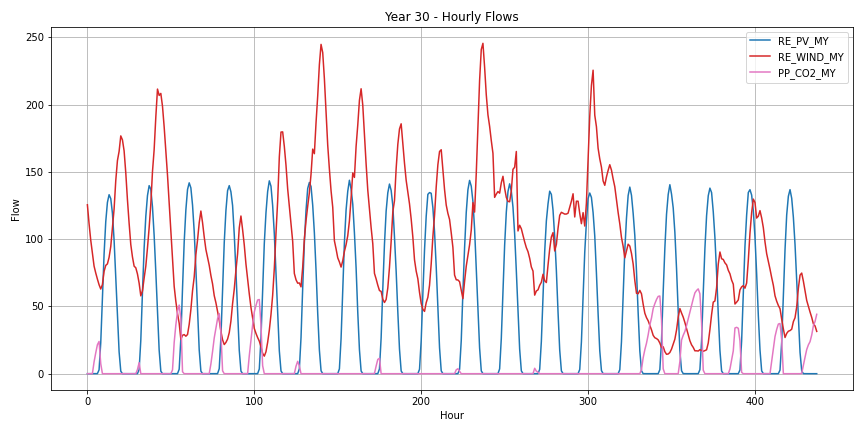 Year 30 - Hourly Flows
RE_PV_MY
RE_WIND_MY
PP_CO2_MY
Flow
250
200
150
100
50
0
0 100 200 300 400
Hour